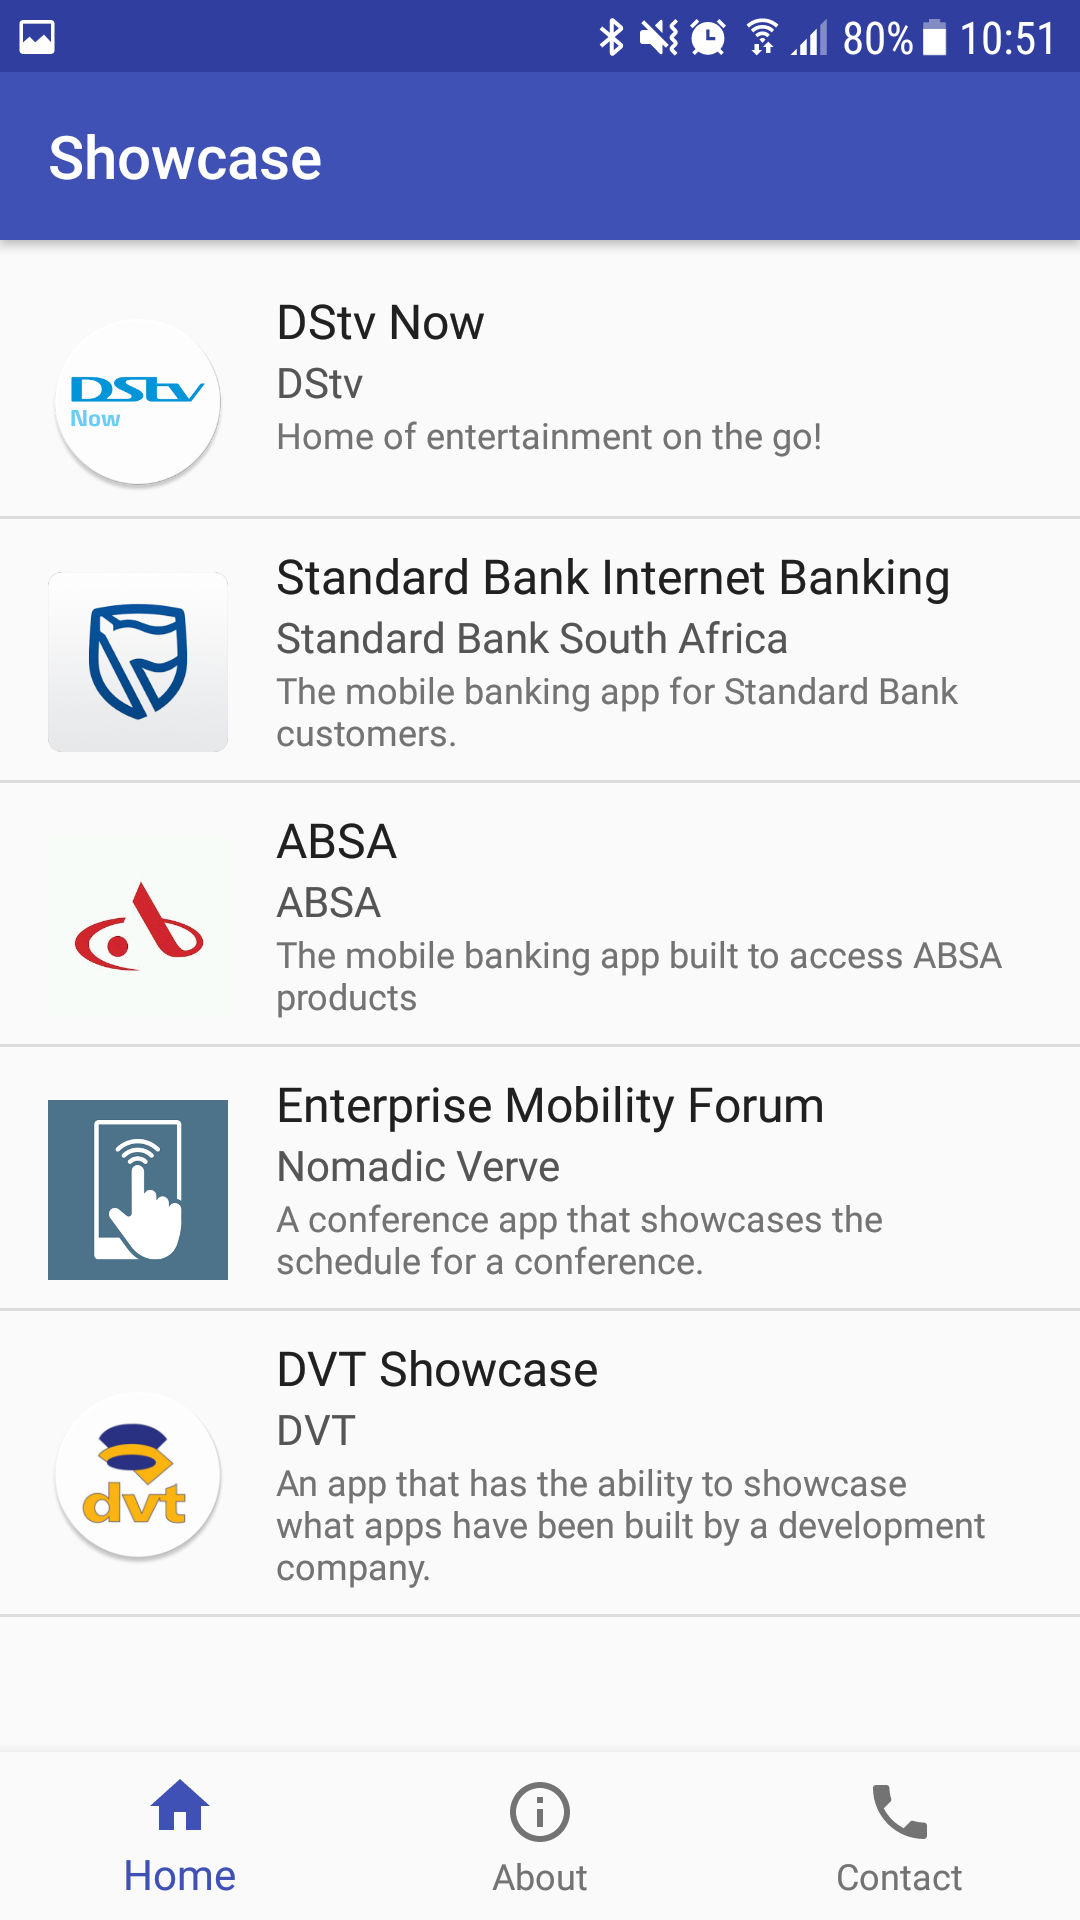 80% 10:51
Showcase
DStv Now
DStv
Home of entertainment on the go!
DStv
Now
Standard Bank Internet Banking
Standard Bank South Africa
The mobile banking app for Standard Bank
customers.
ABSA
ABSA
The mobile banking app built to access ABSA
products
Enterprise Mobility Forum
Nomadic Verve
A conference app that showcases the
schedule for a conference.
DVT Showcase
DVT
An app that has the ability to showcase
what apps have been built by a development
company.
dvt
Home
About
Contact